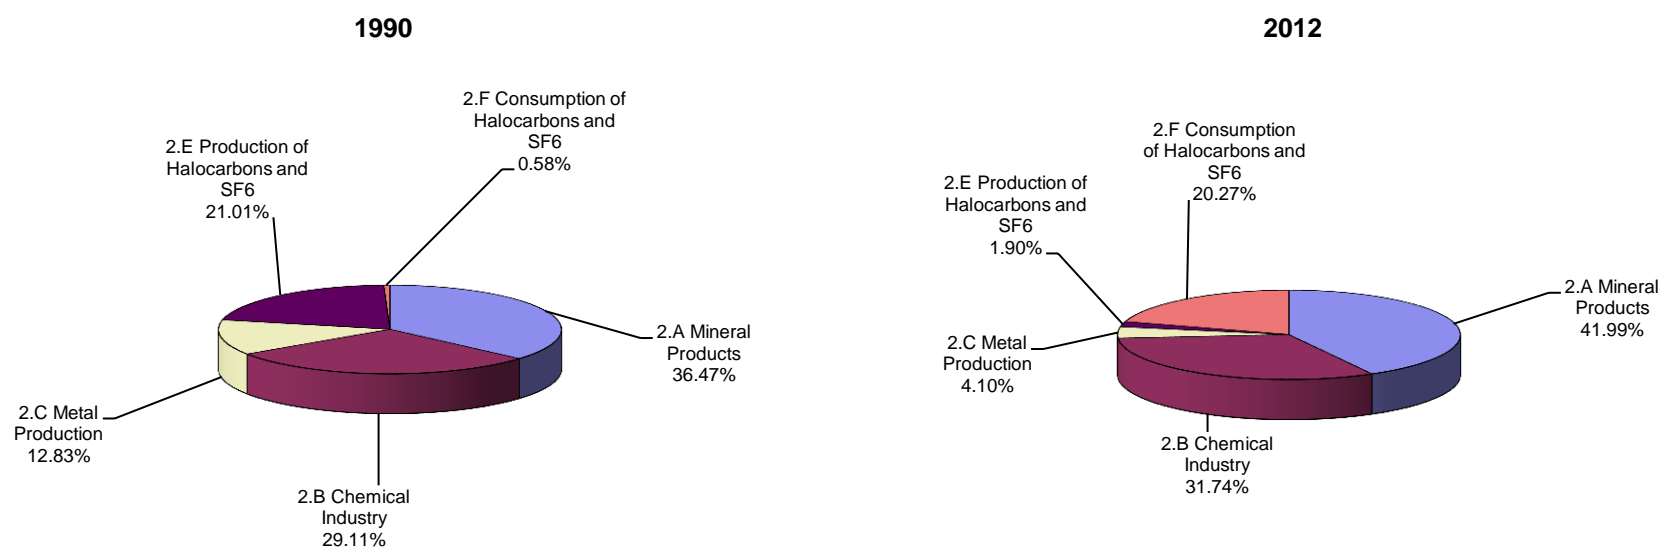 1990
2.F Consumption of
Halocarbons and
SF6
0.58%
2.E Production of
Halocarbons and
SF6
21.01%
2.A Mineral
Products
36.47%
2.C Metal
Production
12.83%
2.B Chemical
Industry
29.11%
2012
2.F Consumption
of Halocarbons and
SF6
20.27%
2.E Production of
Halocarbons and
SF6
1.90%
2.A Mineral
Products
41.99%
2.C Metal
Production
4.10%
2.B Chemical
Industry
31.74%